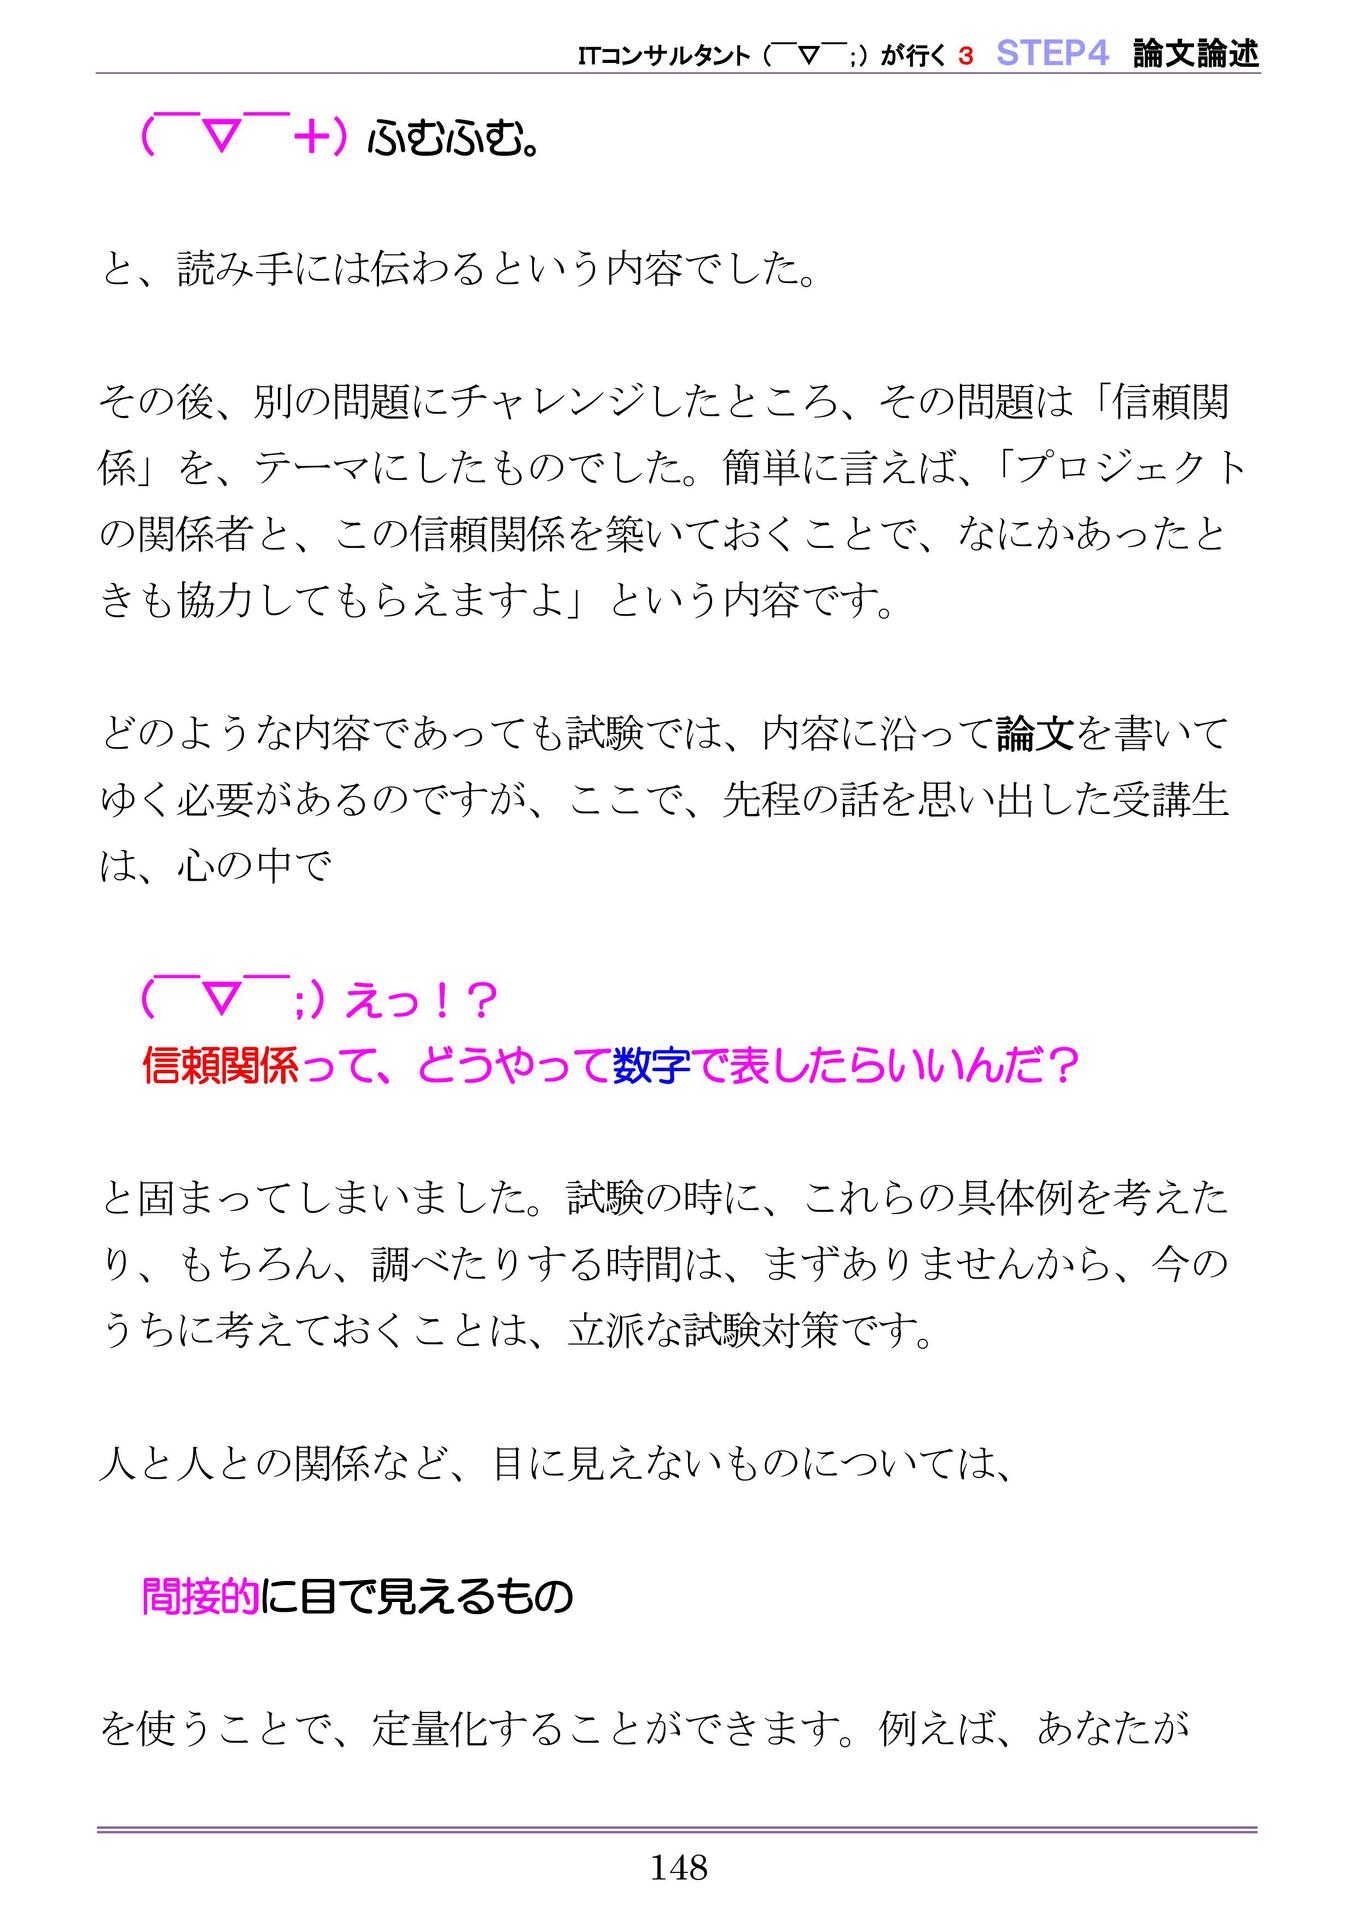 ITコンサルタント（￣▽￣;）が行く 3 STEP4 論文論述
（￣▽￣＋）ふむふむ。
と、読み手には伝わるという内容でした。
その後、別の問題にチャレンジしたところ、その問題は「信頼関
係」を、テーマにしたものでした。簡単に言えば、「プロジェクト
の関係者と、この信頼関係を築いておくことで、なにかあったと
きも協力してもらえますよ」という内容です。
どのような内容であっても試験では、内容に沿って論文を書いて
ゆく必要があるのですが、ここで、先程の話を思い出した受講生
は、心の中で
（￣▽￣;）えっ！？
信頼関係って、どうやって数字で表したらいいんだ？
と固まってしまいました。試験の時に、これらの具体例を考えた
り、もちろん、調べたりする時間は、まずありませんから、今の
うちに考えておくことは、立派な試験対策です。
人と人との関係など、目に見えないものについては、
間接的に目で見えるもの
を使うことで、定量化することができます。例えば、あなたが
148